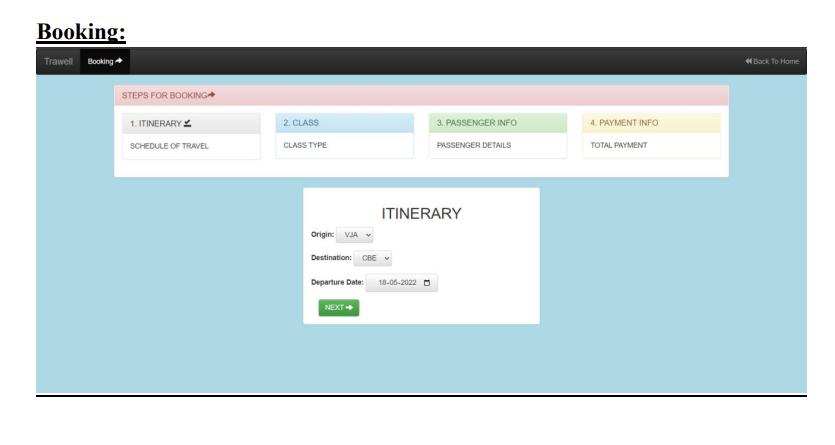 Booking:
Trawell Booking Back To Home
STEPS FOR BOOKING
1. ITINERARY 2. CLASS 3. PASSENGER INFO 4. PAYMENT INFO
SCHEDULE OF TRAVEL CLASS TYPE PASSENGER DETAILS TOTAL PAYMENT
ITINERARY
Origin: VJA
Destination: CBE
Departure Date: 18-05-2022
NEXT